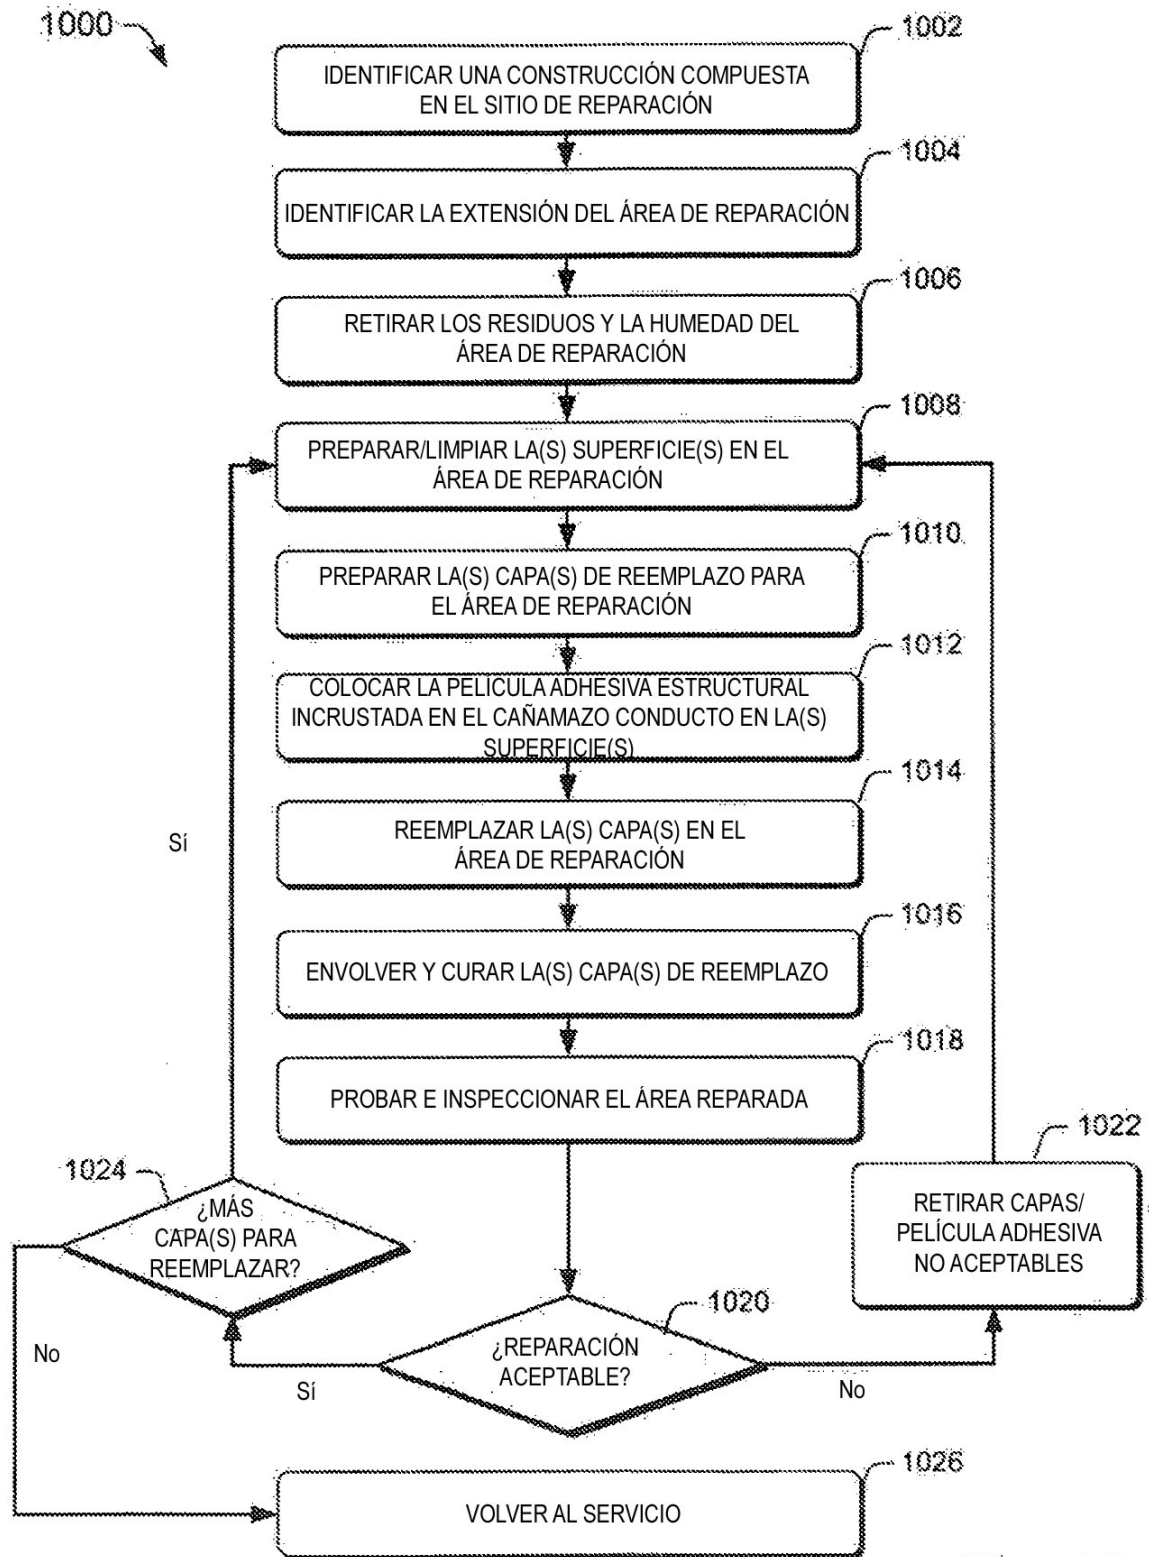 1000
1002
IDENTIFICAR UNA CONSTRUCCIÓN COMPUESTA
EN EL SITIO DE REPARACIÓN
1004
IDENTIFICAR LA EXTENSIÓN DEL ÁREA DE REPARACIÓN
1006
RETIRAR LOS RESIDUOS Y LA HUMEDAD DEL
ÁREA DE REPARACIÓN
1008
PREPARAR/LIMPIAR LA(S) SUPERFICIE(S) EN EL
ÁREA DE REPARACIÓN
1010
PREPARAR LA(S) CAPA(S) DE REEMPLAZO PARA
EL ÁREA DE REPARACIÓN
1012
COLOCAR LA PELÍCULA ADHESIVA ESTRUCTURAL
INCRUSTADA EN EL CAÑAMAZO CONDUCTO EN LA(S)
SUPERFICIE(S)
1014
REEMPLAZAR LA(S) CAPA(S) EN EL
ÁREA DE REPARACIÓN
Sí
1016
ENVOLVER Y CURAR LA(S) CAPA(S) DE REEMPLAZO
1018
PROBAR E INSPECCIONAR EL ÁREA REPARADA
1022
RETIRAR CAPAS/
PELÍCULA ADHESIVA
NO ACEPTABLES
1024
¿MÁS
CAPA(S) PARA
REEMPLAZAR?
1020
¿REPARACIÓN
ACEPTABLE?
No
Sí
No
1026
VOLVER AL SERVICIO